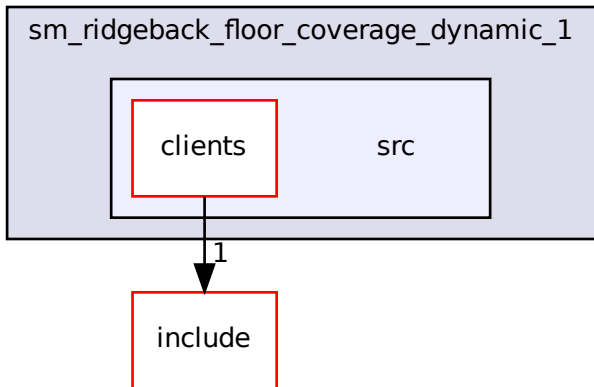 sm_ridgeback_floor_coverage_dynamic_1
clients
src
1
include